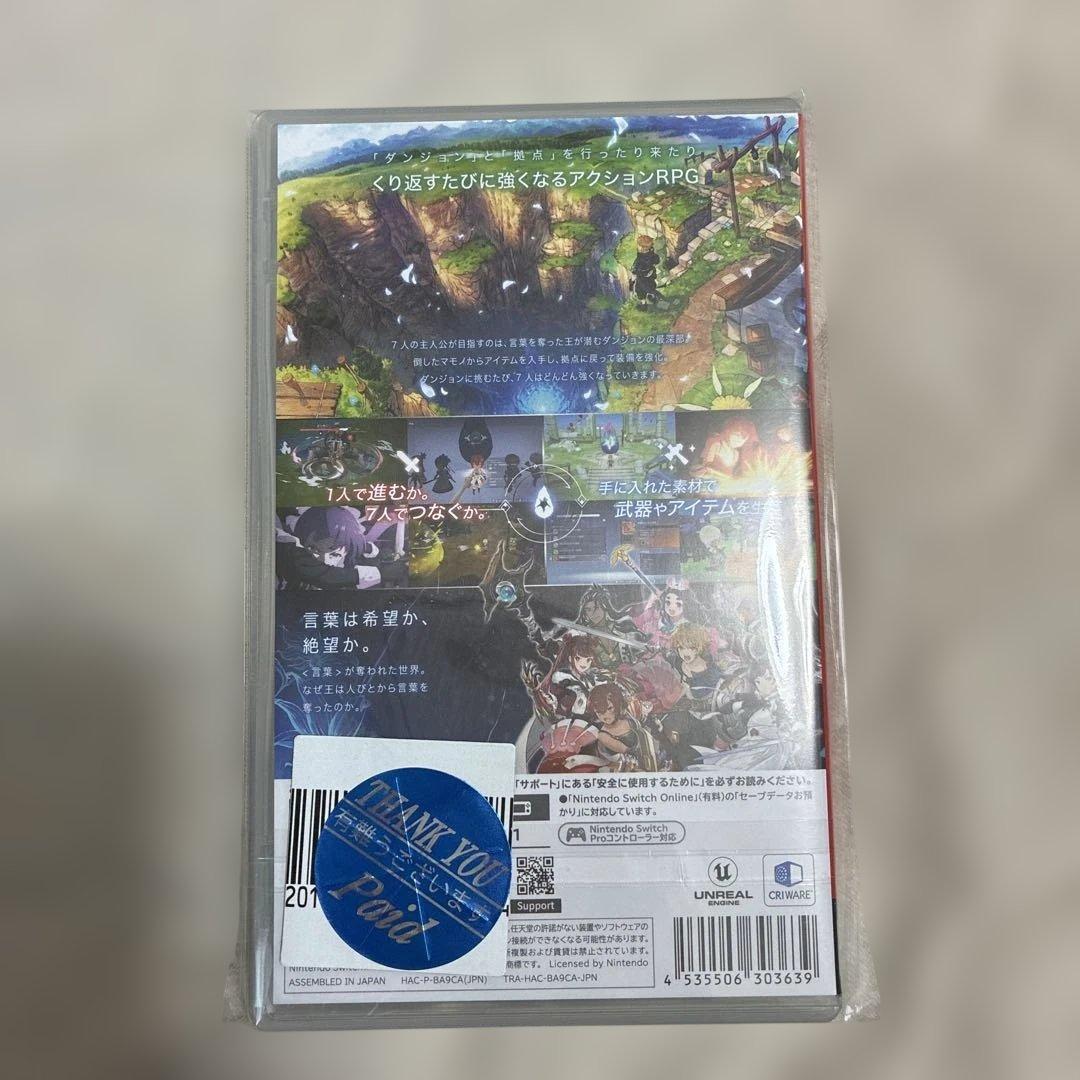 「ダンジョン」と「拠点」を行ったり来たり
くり返すたびに強くなるアクションRPG
7人の主人公が目指すのは、言葉を奪った王が潜むダンジョンの最深部。
倒したマモノからアイテムを入手し、拠点に戻って装備を強化。
ダンジョンに挑むたび、7人はどんどん強くなっていきます。
1人で進むか。
7人でつなぐか。
手に入れた素材で
武器やアイテムを生
言葉は希望か、
絶望か。
<言葉>が奪われた世界。
なぜ王は人びとから言葉を
奪ったのか。
「サポート」にある「安全に使用するために」を必ずお読みください。
●「Nintendo Switch Online」(有料)の「セーブデータお預
かり」に対応しています。
Nintendo Switch
Proコントローラー対応
THANK YOU
有難うございます
Paid
201
Support
UNREAL
ENGINE
CRIWARE
任天堂の許諾がない装置やソフトウェアの
接続ができなくなる可能性があります。
複製および賃貸は禁止されています。
商標です。 Licensed by Nintendo
Nintendo Switch
ASSEMBLED IN JAPAN HAC-P-BA9CA(JPN) TRA-HAC-BA9CA-JPN
4 535506 303639